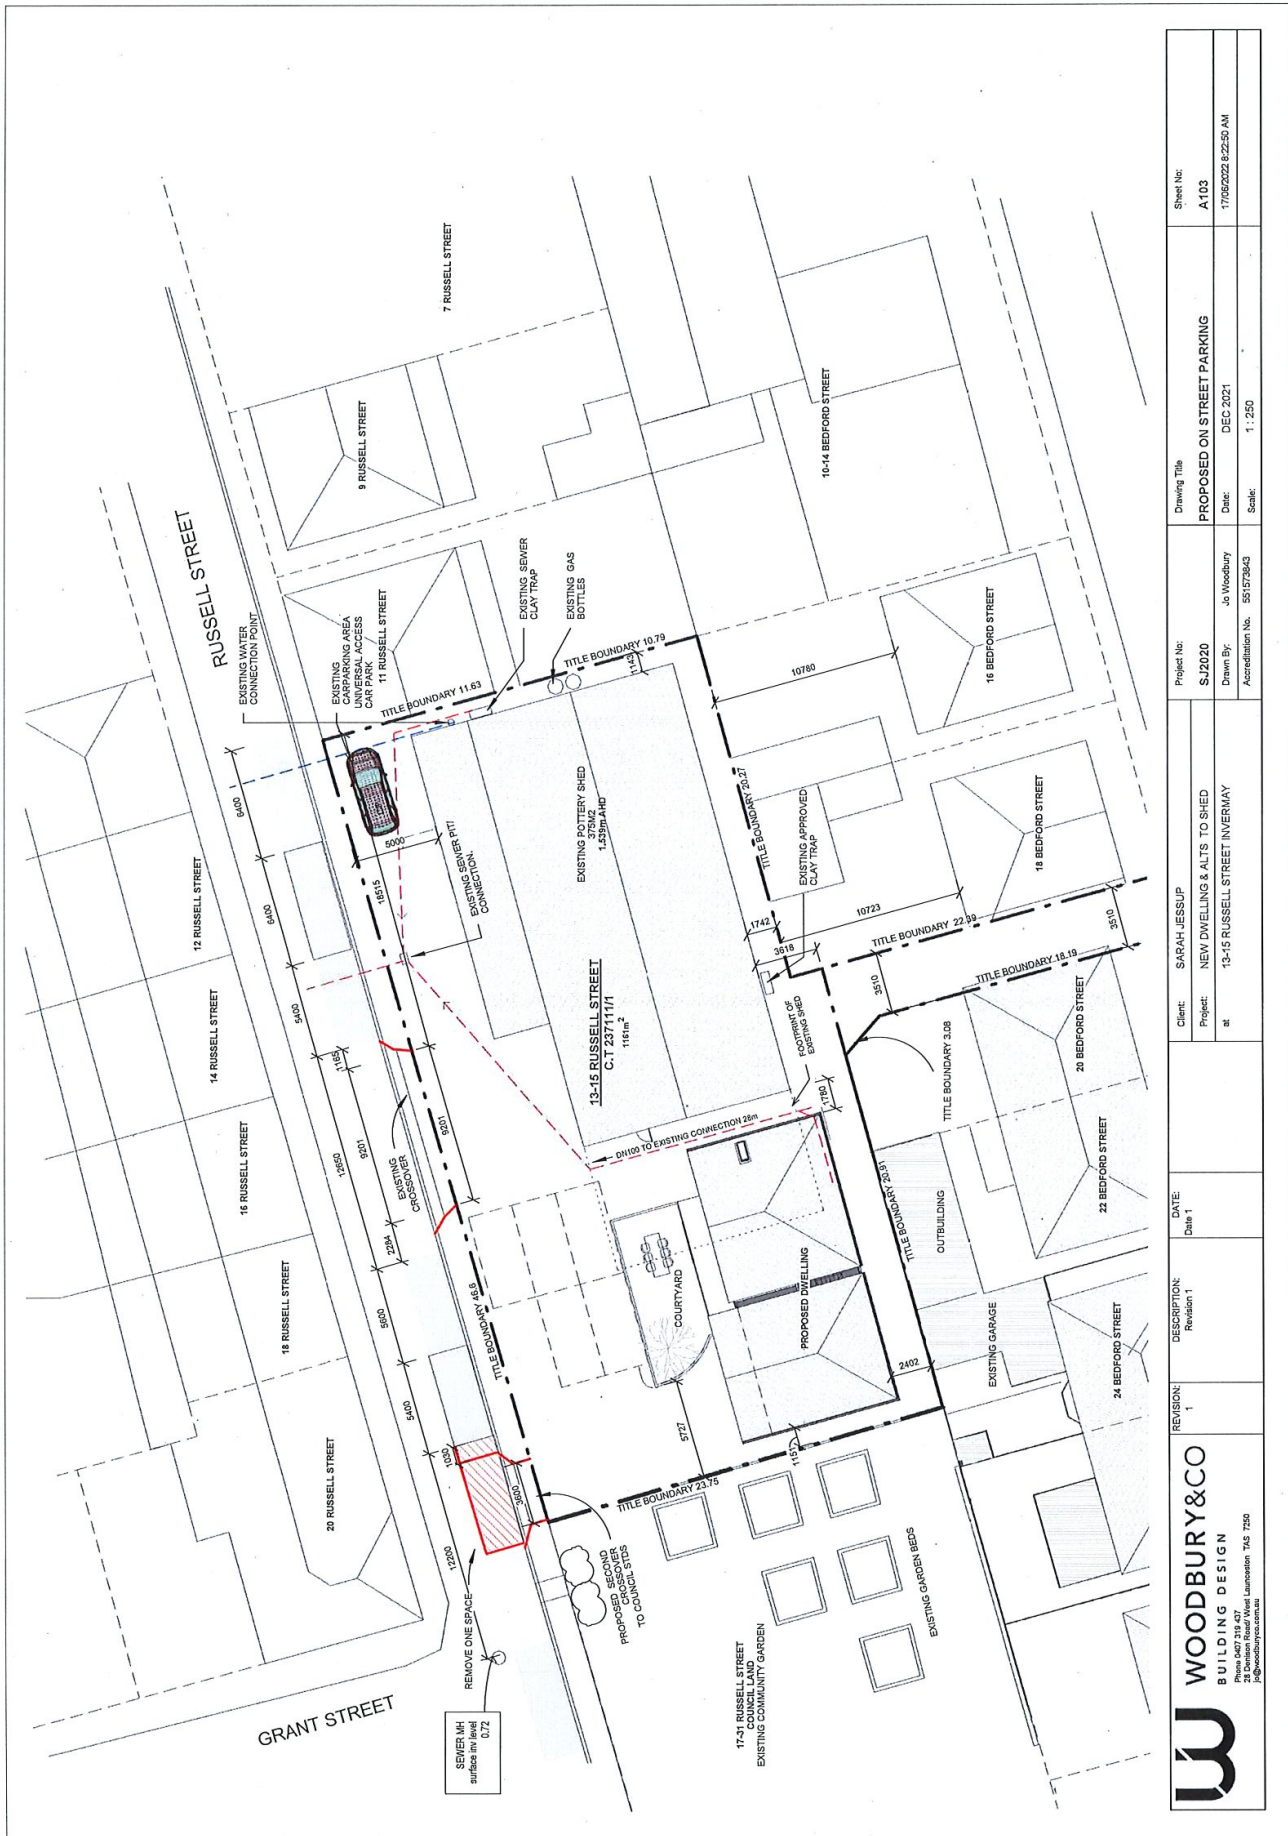 RUSSELL STREET
GRANT STREET
7 RUSSELL STREET
9 RUSSELL STREET
11 RUSSELL STREET
12 RUSSELL STREET
14 RUSSELL STREET
16 RUSSELL STREET
18 RUSSELL STREET
20 RUSSELL STREET
EXISTING WATER
CONNECTION POINT
EXISTING
CARPARKING AREA
UNIVERSAL ACCESS
CAR PARK
EXISTING SEWER
CLAY TRAP
EXISTING GAS
BOTTLES
TITLE BOUNDARY 11.63
TITLE BOUNDARY 10.79
1143
6400
6400
5400
1165
9201
12650
2284
5600
5400
12200
1030
3600
18515
5000
9201
EXISTING SEWER PIT/
CONNECTION.
EXISTING
CROSSOVER
TITLE BOUNDARY 46.6
EXISTING POTTERY SHED
375M2
1.539m AHD
13-15 RUSSELL STREET
C.T 237111/1
1161m²
TITLE BOUNDARY 20.27
EXISTING APPROVED
CLAY TRAP
1742
3618
10780
10723
10-14 BEDFORD STREET
16 BEDFORD STREET
18 BEDFORD STREET
20 BEDFORD STREET
22 BEDFORD STREET
24 BEDFORD STREET
TITLE BOUNDARY 22.39
TITLE BOUNDARY 18.19
3510
3510
TITLE BOUNDARY 3.08
FOOTPRINT OF
EXISTING SHED
1780
DN100 TO EXISTING CONNECTION 28m
TITLE BOUNDARY 20.91
OUTBUILDING
EXISTING GARAGE
COURTYARD
PROPOSED DWELLING
2402
5727
1151
TITLE BOUNDARY 23.75
REMOVE ONE SPACE
SEWER MH
surface inv level
0.72
PROPOSED SECOND
CROSSOVER
TO COUNCIL STDS
17-31 RUSSELL STREET
COUNCIL LAND
EXISTING COMMUNITY GARDEN
EXISTING GARDEN BEDS
WOODBURY&CO
BUILDING DESIGN
Phone 0407 319 437
28 Denison Road/ West Launceston TAS 7250
jo@woodburyco.com.au
REVISION: DESCRIPTION: DATE:
1 Revision 1 Date 1
Client: SARAH JESSUP
Project: NEW DWELLING & ALTS TO SHED
at 13-15 RUSSELL STREET INVERMAY
Project No:
SJ2020
Drawn By: Jo Woodbury
Accreditation No. 551573843
Drawing Title
PROPOSED ON STREET PARKING
Date: DEC 2021
Scale: 1 : 250
Sheet No:
A103
17/06/2022 8:22:50 AM